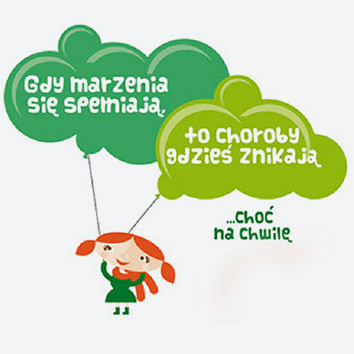 Gdy marzenia
się spełniają,
to choroby
gdzieś znikają
...choć
na chwilę